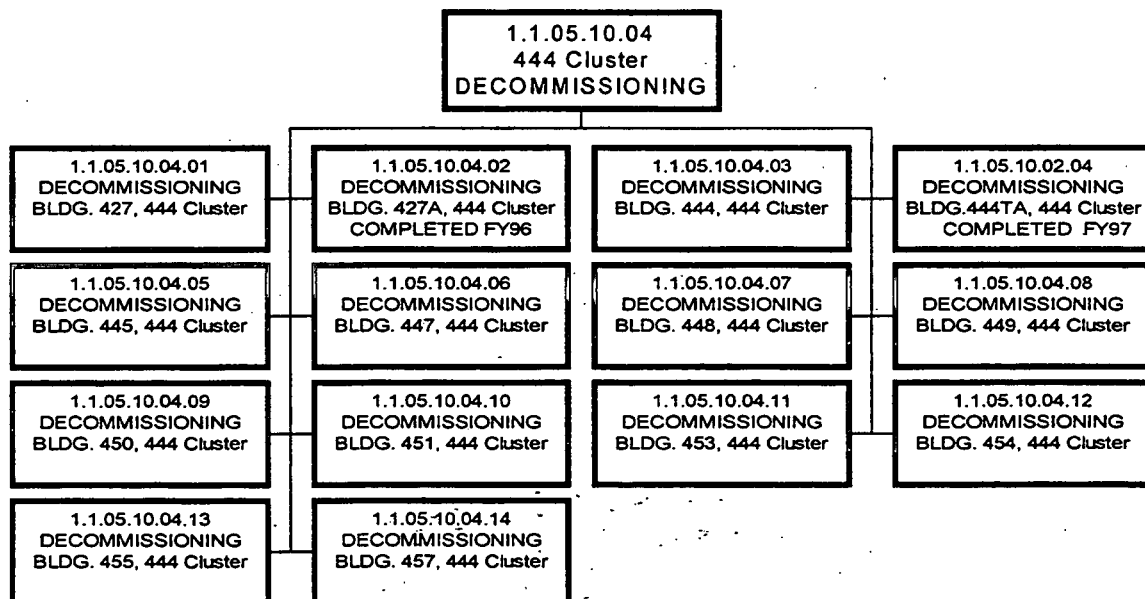 1.1.05.10.04
444 Cluster
DECOMMISSIONING
1.1.05.10.04.01
DECOMMISSIONING
BLDG. 427, 444 Cluster
1.1.05.10.04.02
DECOMMISSIONING
BLDG. 427A, 444 Cluster
COMPLETED FY96
1.1.05.10.04.03
DECOMMISSIONING
BLDG. 444, 444 Cluster
1.1.05.10.02.04
DECOMMISSIONING
BLDG.444TA, 444 Cluster
COMPLETED FY97
1.1.05.10.04.05
DECOMMISSIONING
BLDG. 445, 444 Cluster
1.1.05.10.04.06
DECOMMISSIONING
BLDG. 447, 444 Cluster
1.1.05.10.04.07
DECOMMISSIONING
BLDG. 448, 444 Cluster
1.1.05.10.04.08
DECOMMISSIONING
BLDG. 449, 444 Cluster
1.1.05.10.04.09
DECOMMISSIONING
BLDG. 450, 444 Cluster
1.1.05.10.04.10
DECOMMISSIONING
BLDG. 451, 444 Cluster
1.1.05.10.04.11
DECOMMISSIONING
BLDG. 453, 444 Cluster
1.1.05.10.04.12
DECOMMISSIONING
BLDG. 454, 444 Cluster
1.1.05.10.04.13
DECOMMISSIONING
BLDG. 455, 444 Cluster
1.1.05.10.04.14
DECOMMISSIONING
BLDG. 457, 444 Cluster